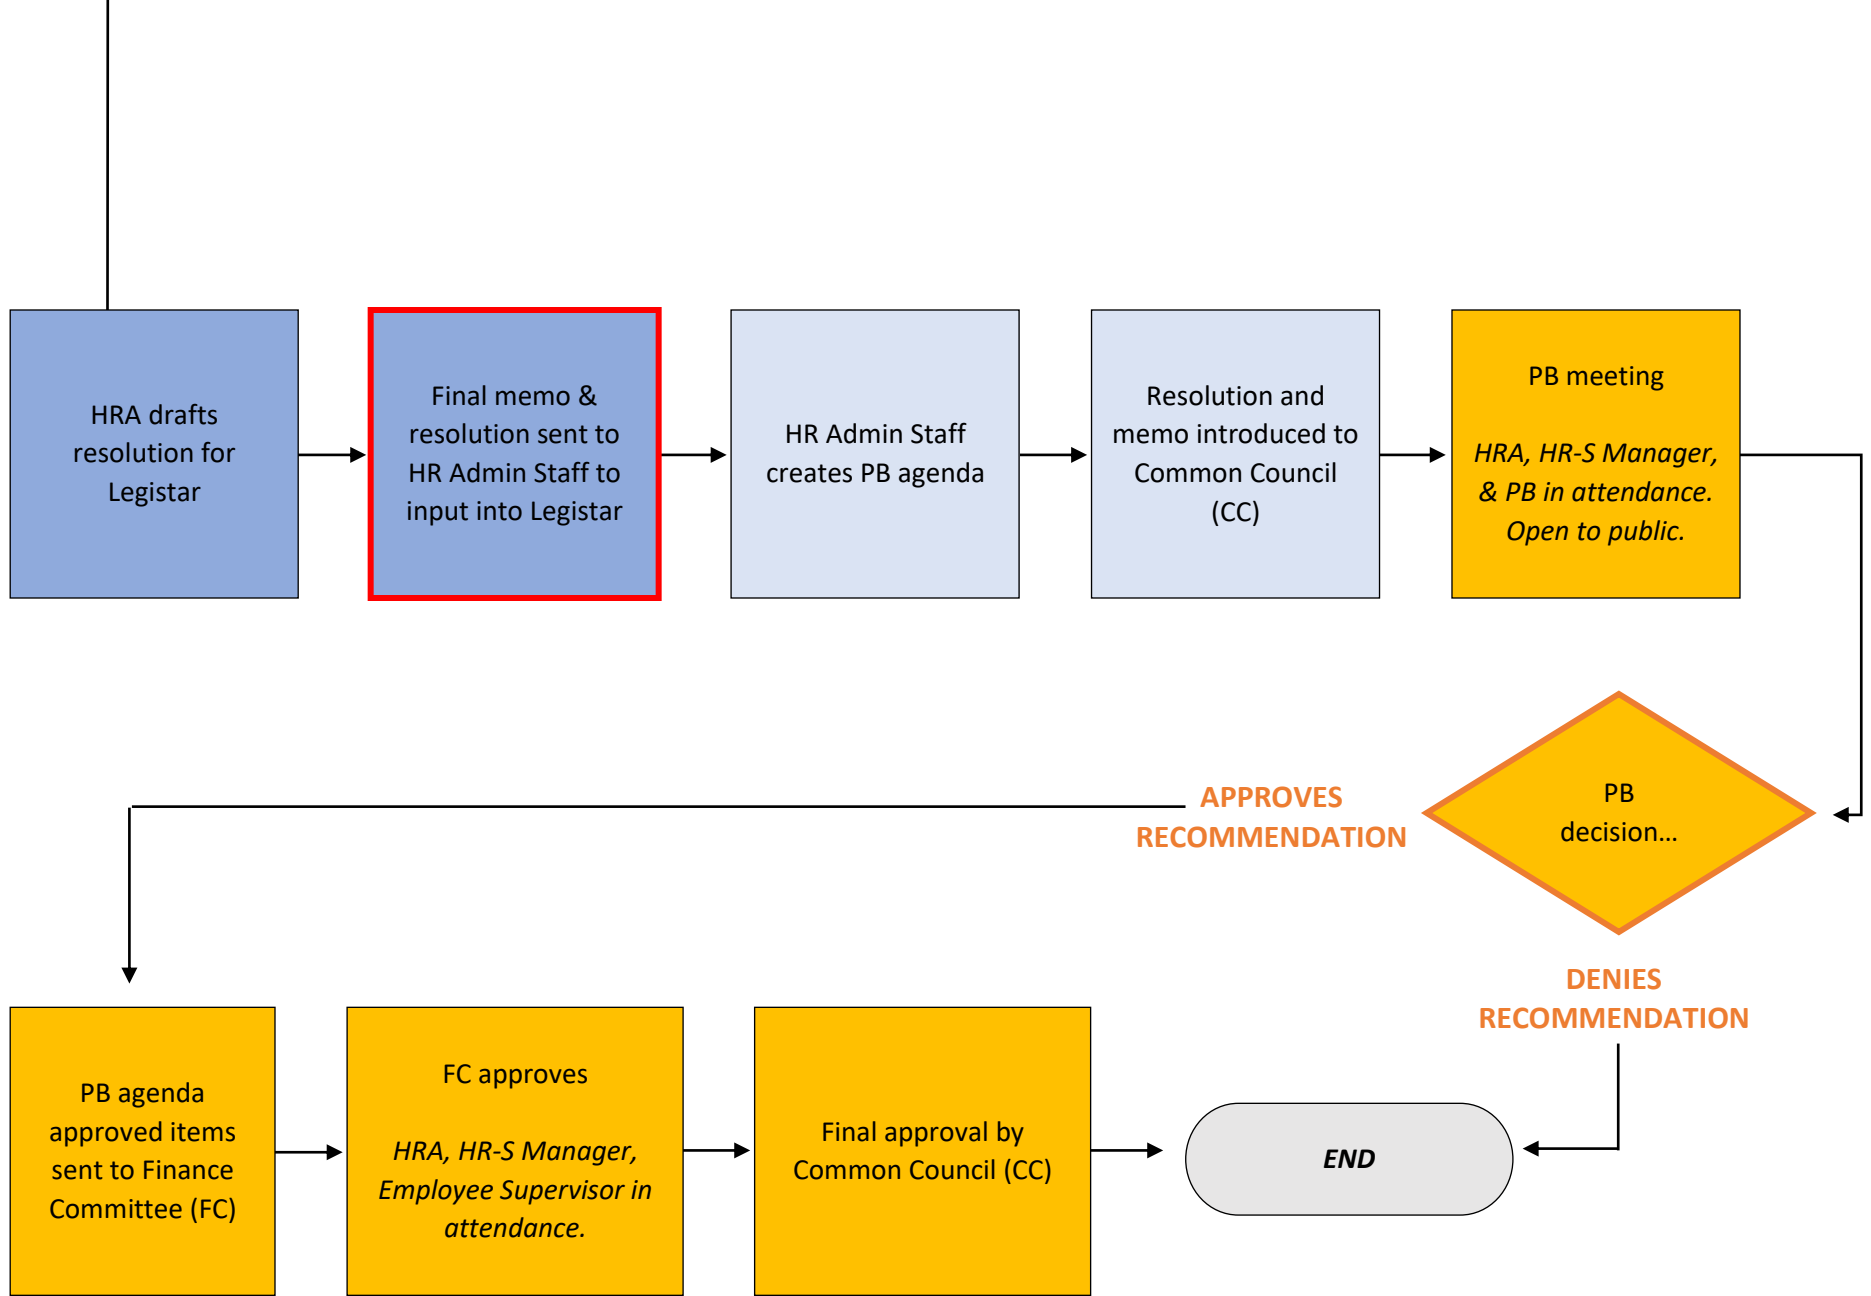 HRA drafts
resolution for
Legistar
Final memo &
resolution sent to
HR Admin Staff to
input into Legistar
HR Admin Staff
creates PB agenda
Resolution and
memo introduced to
Common Council
(CC)
PB meeting
HRA, HR-S Manager,
& PB in attendance.
Open to public.
PB
decision…
APPROVES
RECOMMENDATION
DENIES
RECOMMENDATION
PB agenda
approved items
sent to Finance
Committee (FC)
FC approves
HRA, HR-S Manager,
Employee Supervisor in
attendance.
Final approval by
Common Council (CC)
END